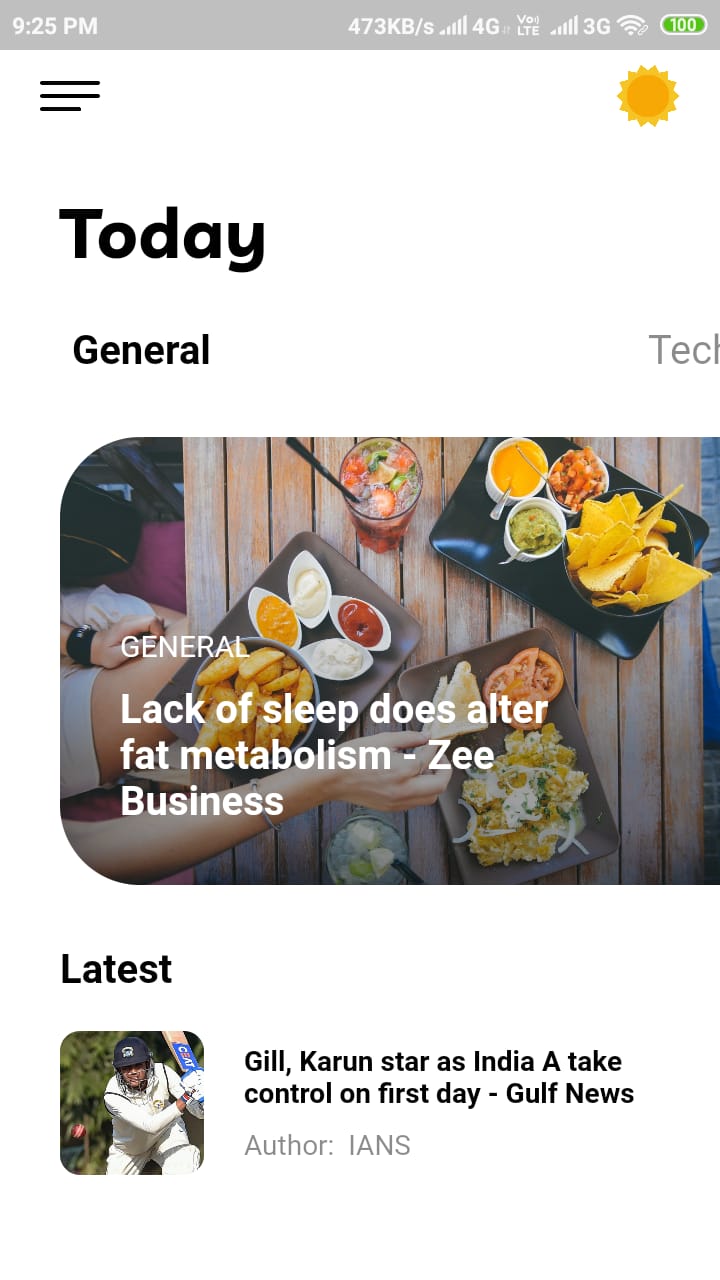 9:25 PM 473KB/s 4G Vo) LTE 3G 100
Today
General Tech
GENERAL
Lack of sleep does alter
fat metabolism - Zee
Business
Latest
CEAT
Gill, Karun star as India A take
control on first day - Gulf News
Author: IANS